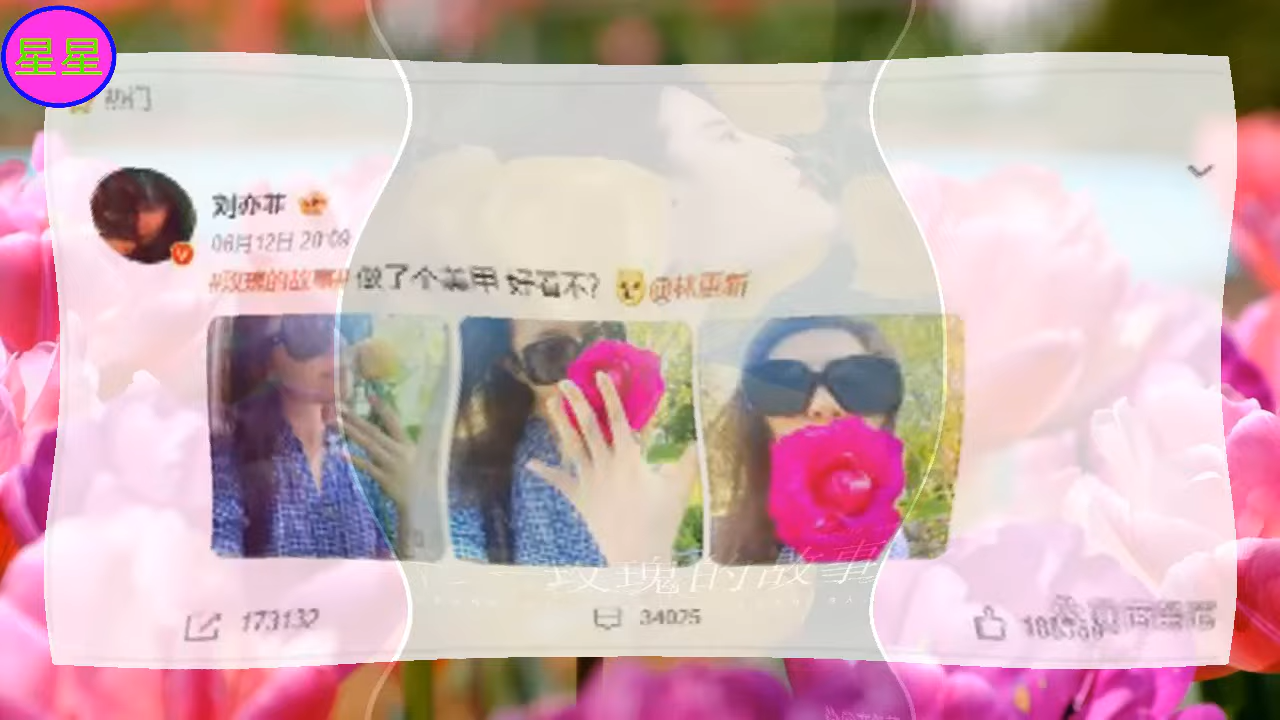 星星
热门
刘亦菲
06月12日 20:09
#玫瑰的故事# 做了个美甲 好看不? @林更新
玫瑰的故事
173132
34025